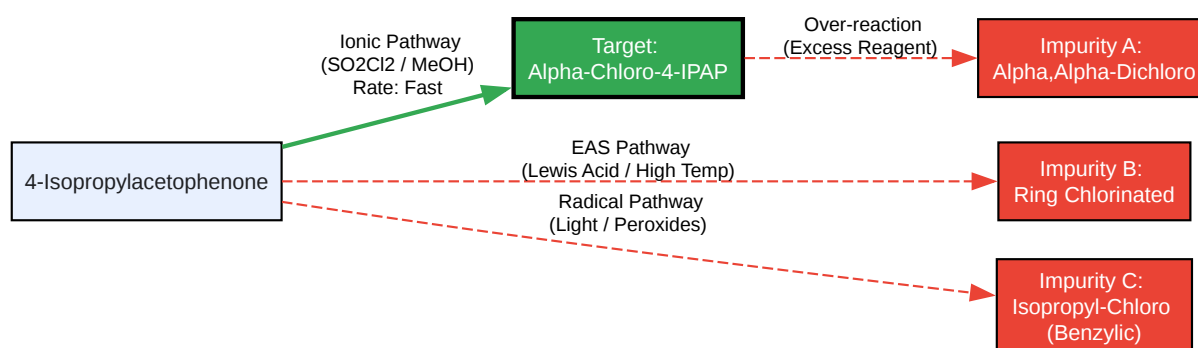 Ionic Pathway
(SO2Cl2 / MeOH)
Rate: Fast
Target:
Alpha-Chloro-4-IPAP
Over-reaction
(Excess Reagent)
Impurity A:
Alpha,Alpha-Dichloro
4-Isopropylacetophenone
EAS Pathway
(Lewis Acid / High Temp)
Impurity B:
Ring Chlorinated
Radical Pathway
(Light / Peroxides)
Impurity C:
Isopropyl-Chloro
(Benzylic)